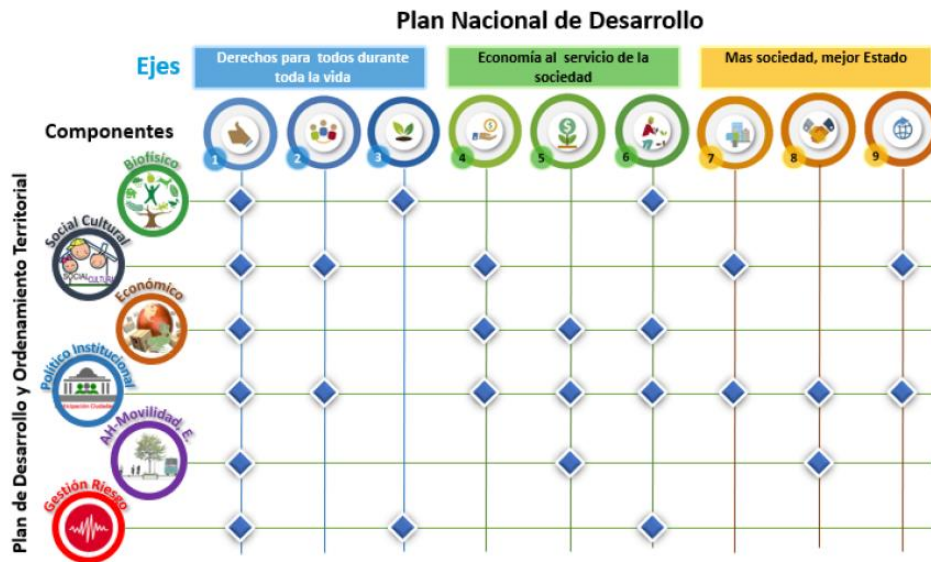 Plan Nacional de Desarrollo
Ejes
Derechos para todos durante
toda la vida
Economía al servicio de la
sociedad
Mas sociedad, mejor Estado
Componentes
1
2
3
4
5
6
7
8
9
Plan de Desarrollo y Ordenamiento Territorial
Biofísico
Social Cultural
SOCIAL CULTURAL
Económico
Político Institucional
AH-Movilidad, E.
Gestión Riesgo